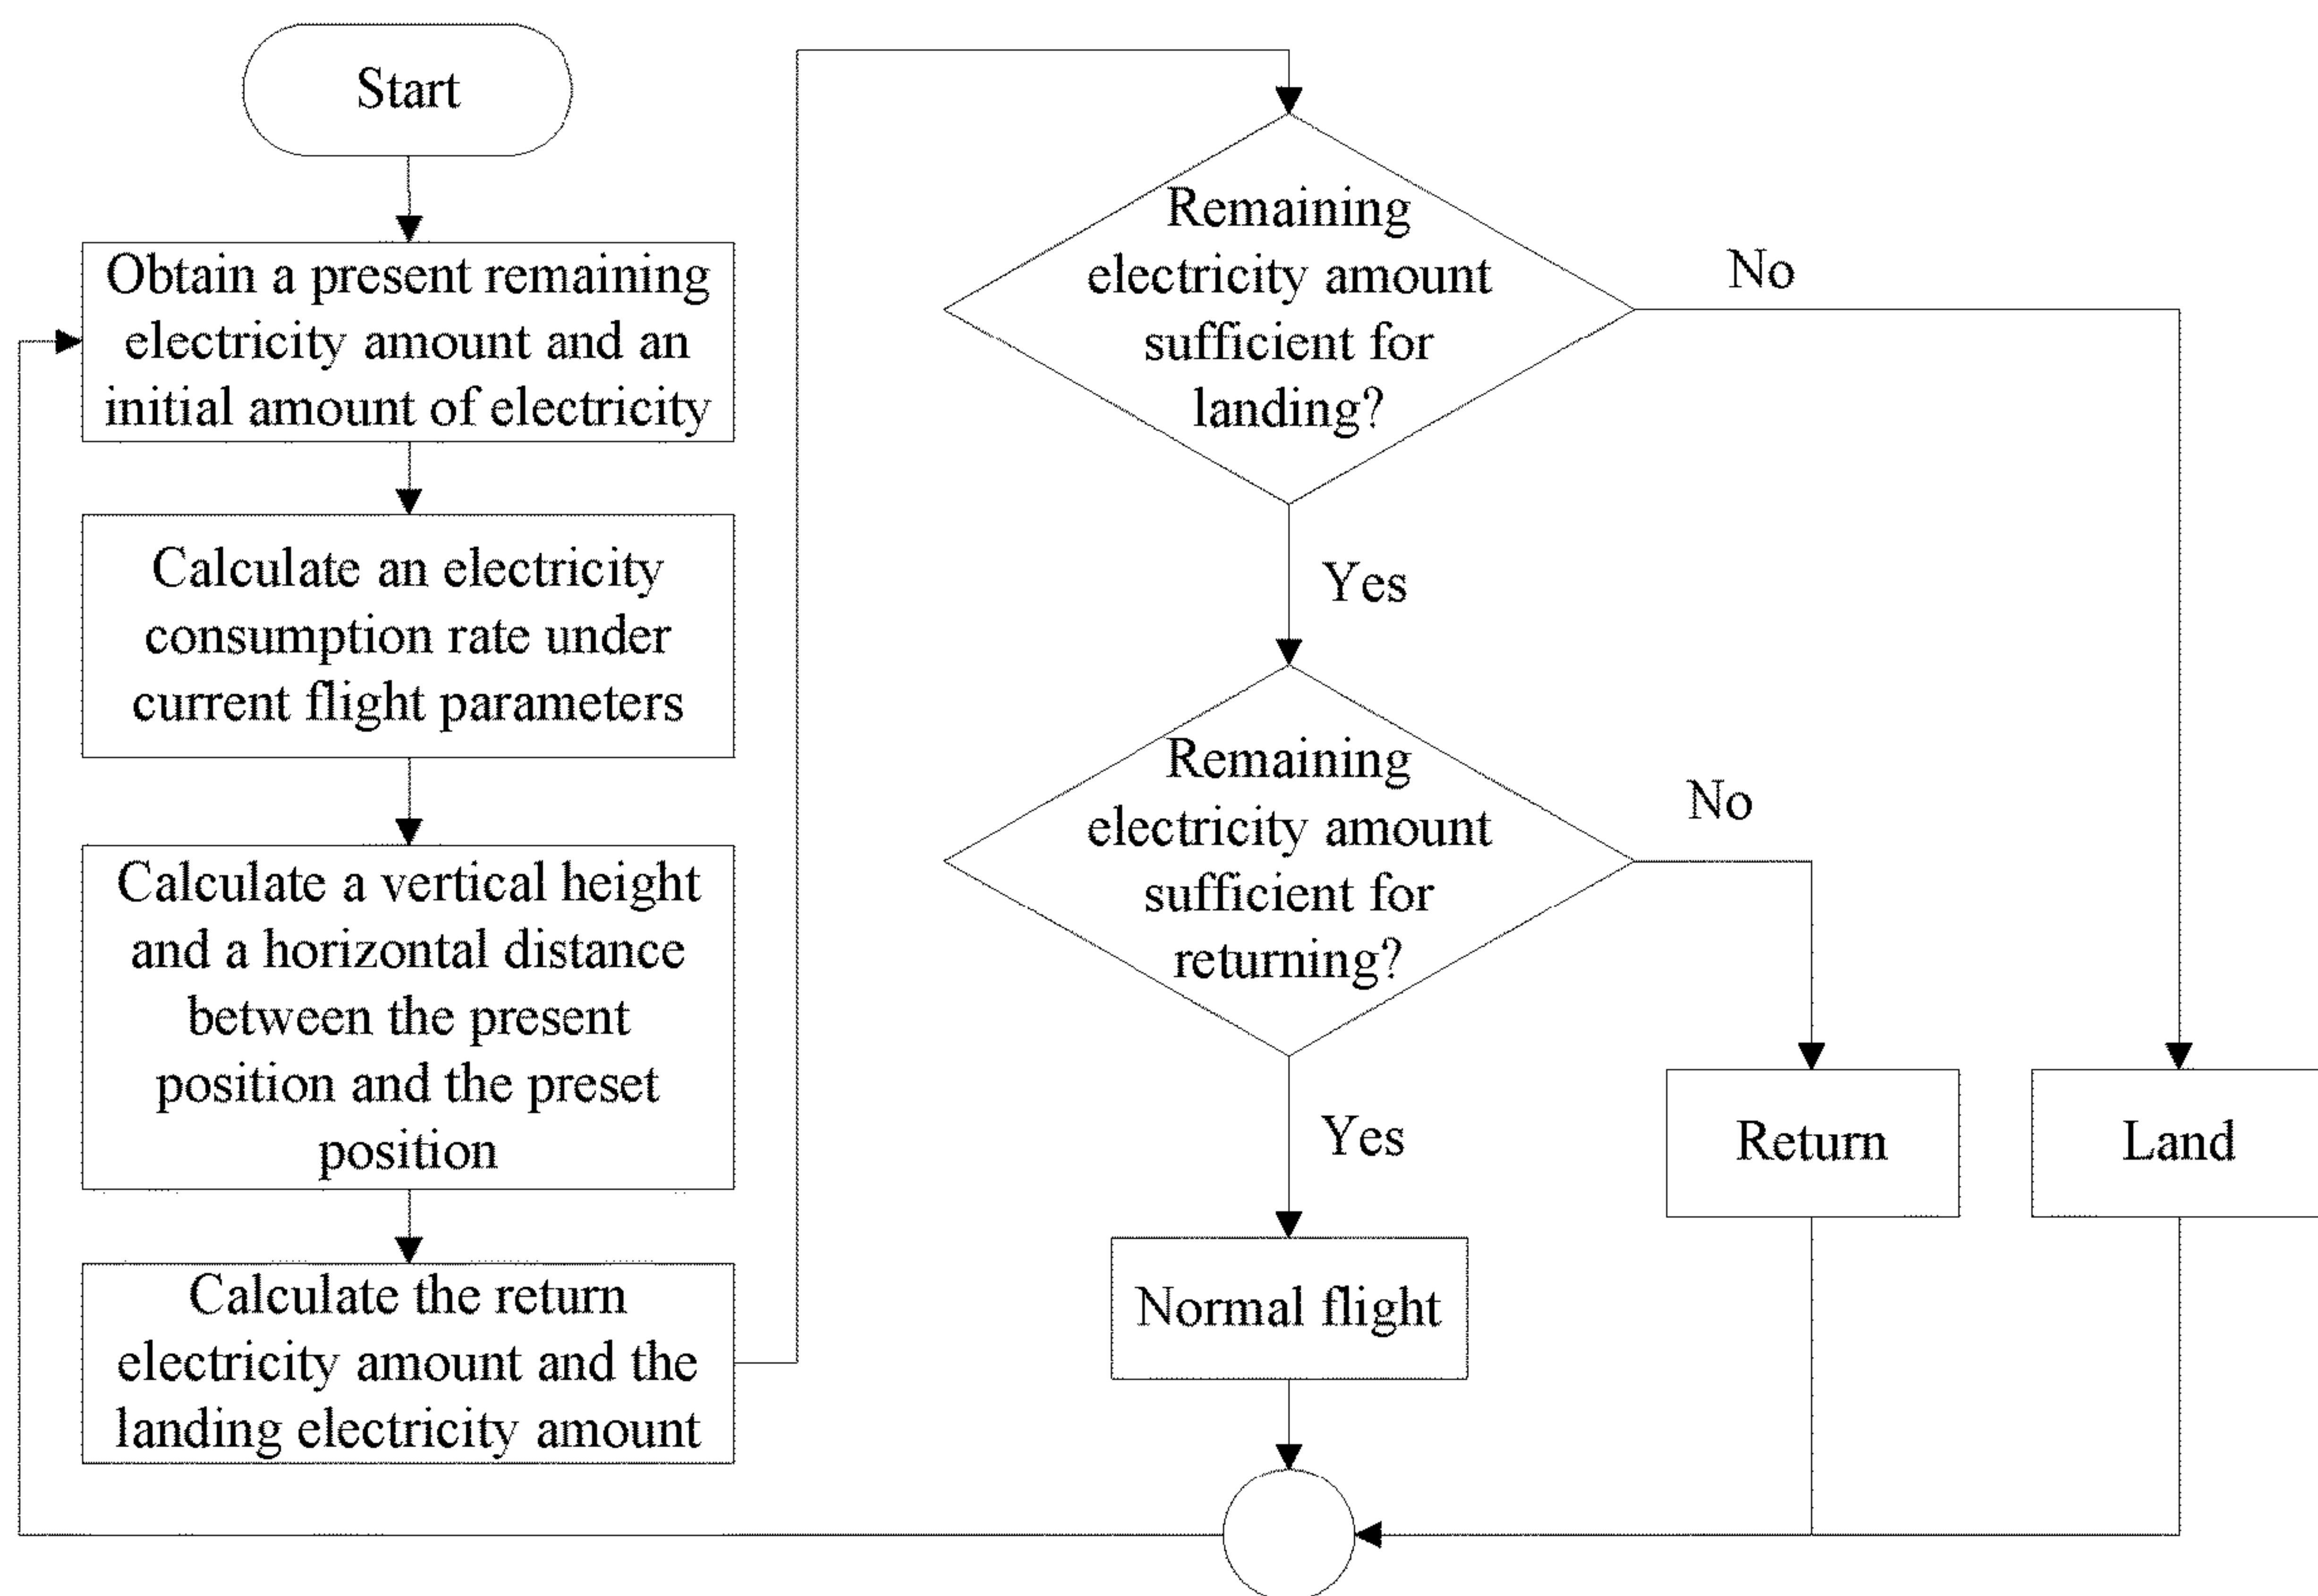 Start
Obtain a present remaining
electricity amount and an
initial amount of electricity
Calculate an electricity
consumption rate under
current flight parameters
Calculate a vertical height
and a horizontal distance
between the present
position and the preset
position
Calculate the return
electricity amount and the
landing electricity amount
Remaining
electricity amount
sufficient for
landing?
No
Yes
Remaining
electricity amount
sufficient for
returning?
No
Yes
Return
Land
Normal flight